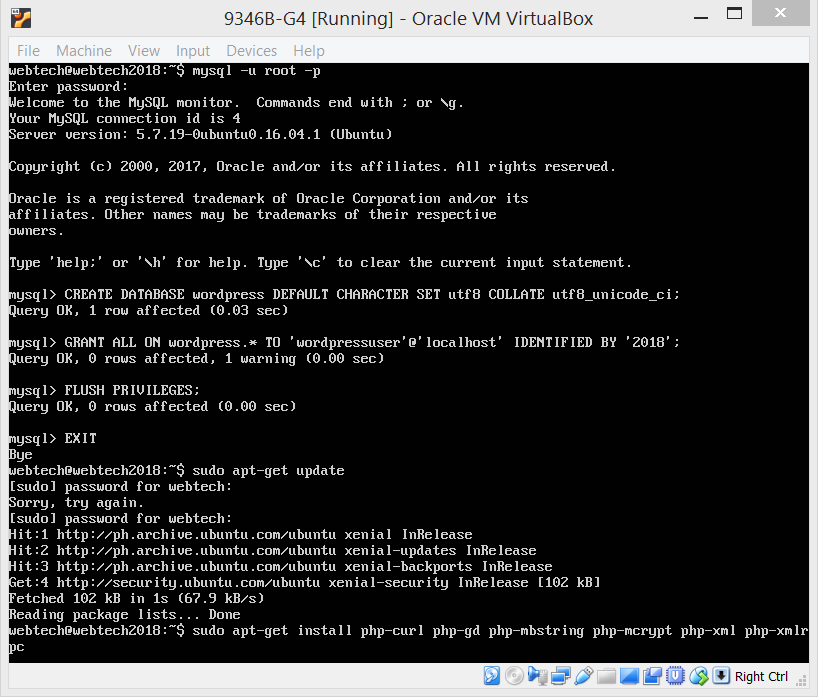 9346B-G4 [Running] - Oracle VM VirtualBox
File Machine View Input Devices Help
webtech@webtech2018:~$ mysql -u root -p
Enter password:
Welcome to the MySQL monitor.  Commands end with ; or \g.
Your MySQL connection id is 4
Server version: 5.7.19-0ubuntu0.16.04.1 (Ubuntu)
Copyright (c) 2000, 2017, Oracle and/or its affiliates. All rights reserved.
Oracle is a registered trademark of Oracle Corporation and/or its
affiliates. Other names may be trademarks of their respective
owners.
Type 'help;' or '\h' for help. Type '\c' to clear the current input statement.
mysql> CREATE DATABASE wordpress DEFAULT CHARACTER SET utf8 COLLATE utf8_unicode_ci;
Query OK, 1 row affected (0.03 sec)
mysql> GRANT ALL ON wordpress.* TO 'wordpressuser'@'localhost' IDENTIFIED BY '2018';
Query OK, 0 rows affected, 1 warning (0.00 sec)
mysql> FLUSH PRIVILEGES;
Query OK, 0 rows affected (0.00 sec)
mysql> EXIT
Bye
webtech@webtech2018:~$ sudo apt-get update
[sudo] password for webtech:
Sorry, try again.
[sudo] password for webtech:
Hit:1 http://ph.archive.ubuntu.com/ubuntu xenial InRelease
Hit:2 http://ph.archive.ubuntu.com/ubuntu xenial-updates InRelease
Hit:3 http://ph.archive.ubuntu.com/ubuntu xenial-backports InRelease
Get:4 http://security.ubuntu.com/ubuntu xenial-security InRelease [102 kB]
Fetched 102 kB in 1s (67.9 kB/s)
Reading package lists... Done
webtech@webtech2018:~$ sudo apt-get install php-curl php-gd php-mbstring php-mcrypt php-xml php-xmlr
pc
Right Ctrl